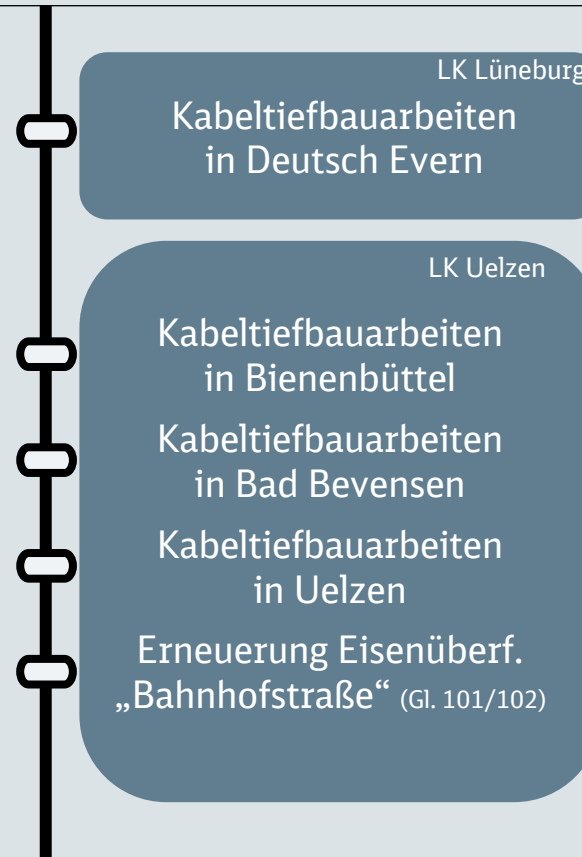 LK Lüneburg
Kabeltiefbauarbeiten
in Deutsch Evern
LK Uelzen
Kabeltiefbauarbeiten
in Bienenbüttel
Kabeltiefbauarbeiten
in Bad Bevensen
Kabeltiefbauarbeiten
in Uelzen
Erneuerung Eisenüberf.
„Bahnhofstraße“ (Gl. 101/102)